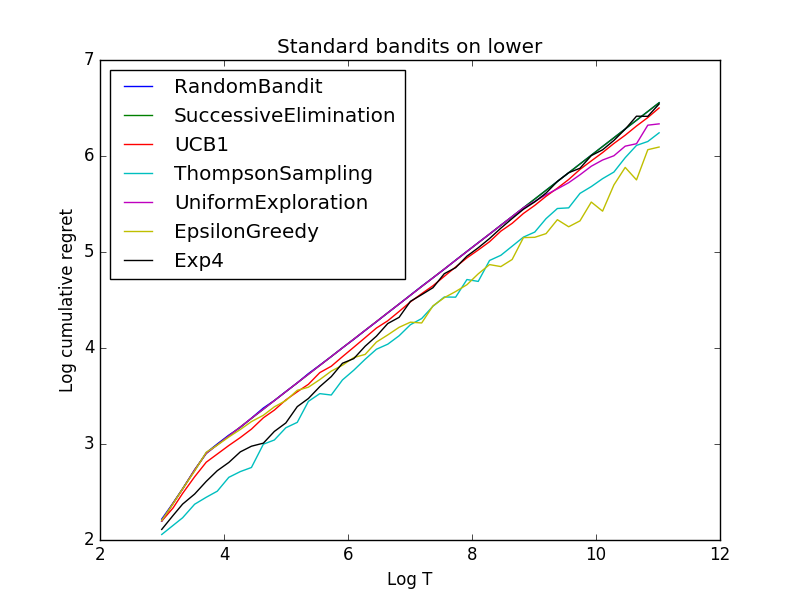 Standard bandits on lower
7
6
5
4
3
2
Log cumulative regret
RandomBandit
SuccessiveElimination
UCB1
ThompsonSampling
UniformExploration
EpsilonGreedy
Exp4
2 4 6 8 10 12
Log T